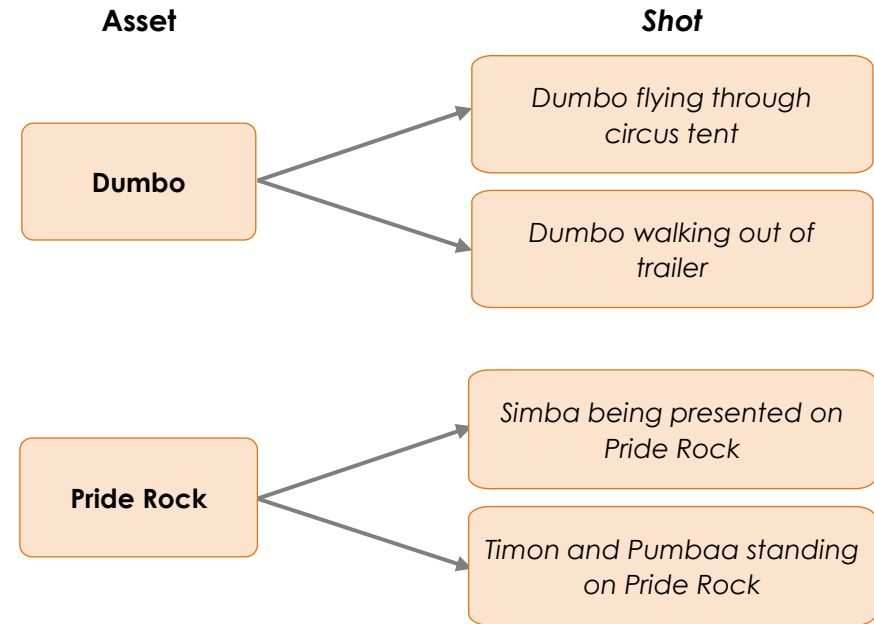 Asset
Shot
Dumbo
Dumbo flying through
circus tent
Dumbo walking out of
trailer
Pride Rock
Simba being presented on
Pride Rock
Timon and Pumbaa standing
on Pride Rock